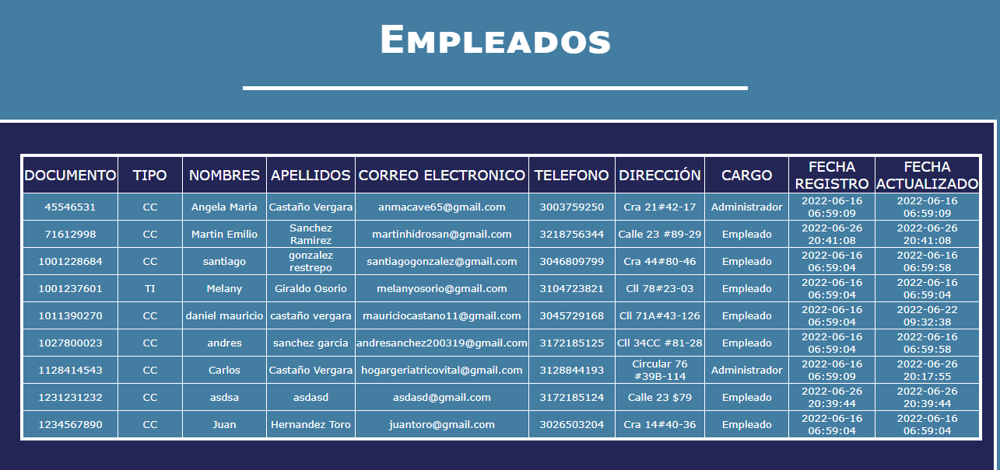 EMPLEADOS
DOCUMENTO TIPO NOMBRES APELLIDOS CORREO ELECTRONICO TELEFONO DIRECCIÓN CARGO FECHA REGISTRO FECHA ACTUALIZADO
45546531 CC Angela Maria Castaño Vergara anmacave65@gmail.com 3003759250 Cra 21#42-17 Administrador 2022-06-16 06:59:09 2022-06-16 06:59:09
71612998 CC Martin Emilio Sanchez Ramirez martinhidrosan@gmail.com 3218756344 Calle 23 #89-29 Empleado 2022-06-26 20:41:08 2022-06-26 20:41:08
1001228684 CC santiago gonzalez restrepo santiagogonzalez@gmail.com 3046809799 Cra 44#80-46 Empleado 2022-06-16 06:59:04 2022-06-16 06:59:58
1001237601 TI Melany Giraldo Osorio melanyosorio@gmail.com 3104723821 Cll 78#23-03 Empleado 2022-06-16 06:59:04 2022-06-16 06:59:04
1011390270 CC daniel mauricio castaño vergara mauriciocastano11@gmail.com 3045729168 Cll 71A#43-126 Empleado 2022-06-16 06:59:04 2022-06-22 09:32:38
1027800023 CC andres sanchez garcia andresanchez200319@gmail.com 3172185125 Cll 34CC #81-28 Empleado 2022-06-16 06:59:04 2022-06-16 06:59:58
1128414543 CC Carlos Castaño Vergara hogargeriatricovital@gmail.com 3128844193 Circular 76 #39B-114 Administrador 2022-06-16 06:59:09 2022-06-26 20:17:55
1231231232 CC asdsa asdasd asdasd@gmail.com 3172185124 Calle 23 $79 Empleado 2022-06-26 20:39:44 2022-06-26 20:39:44
1234567890 CC Juan Hernandez Toro juantoro@gmail.com 3026503204 Cra 14#40-36 Empleado 2022-06-16 06:59:04 2022-06-16 06:59:04